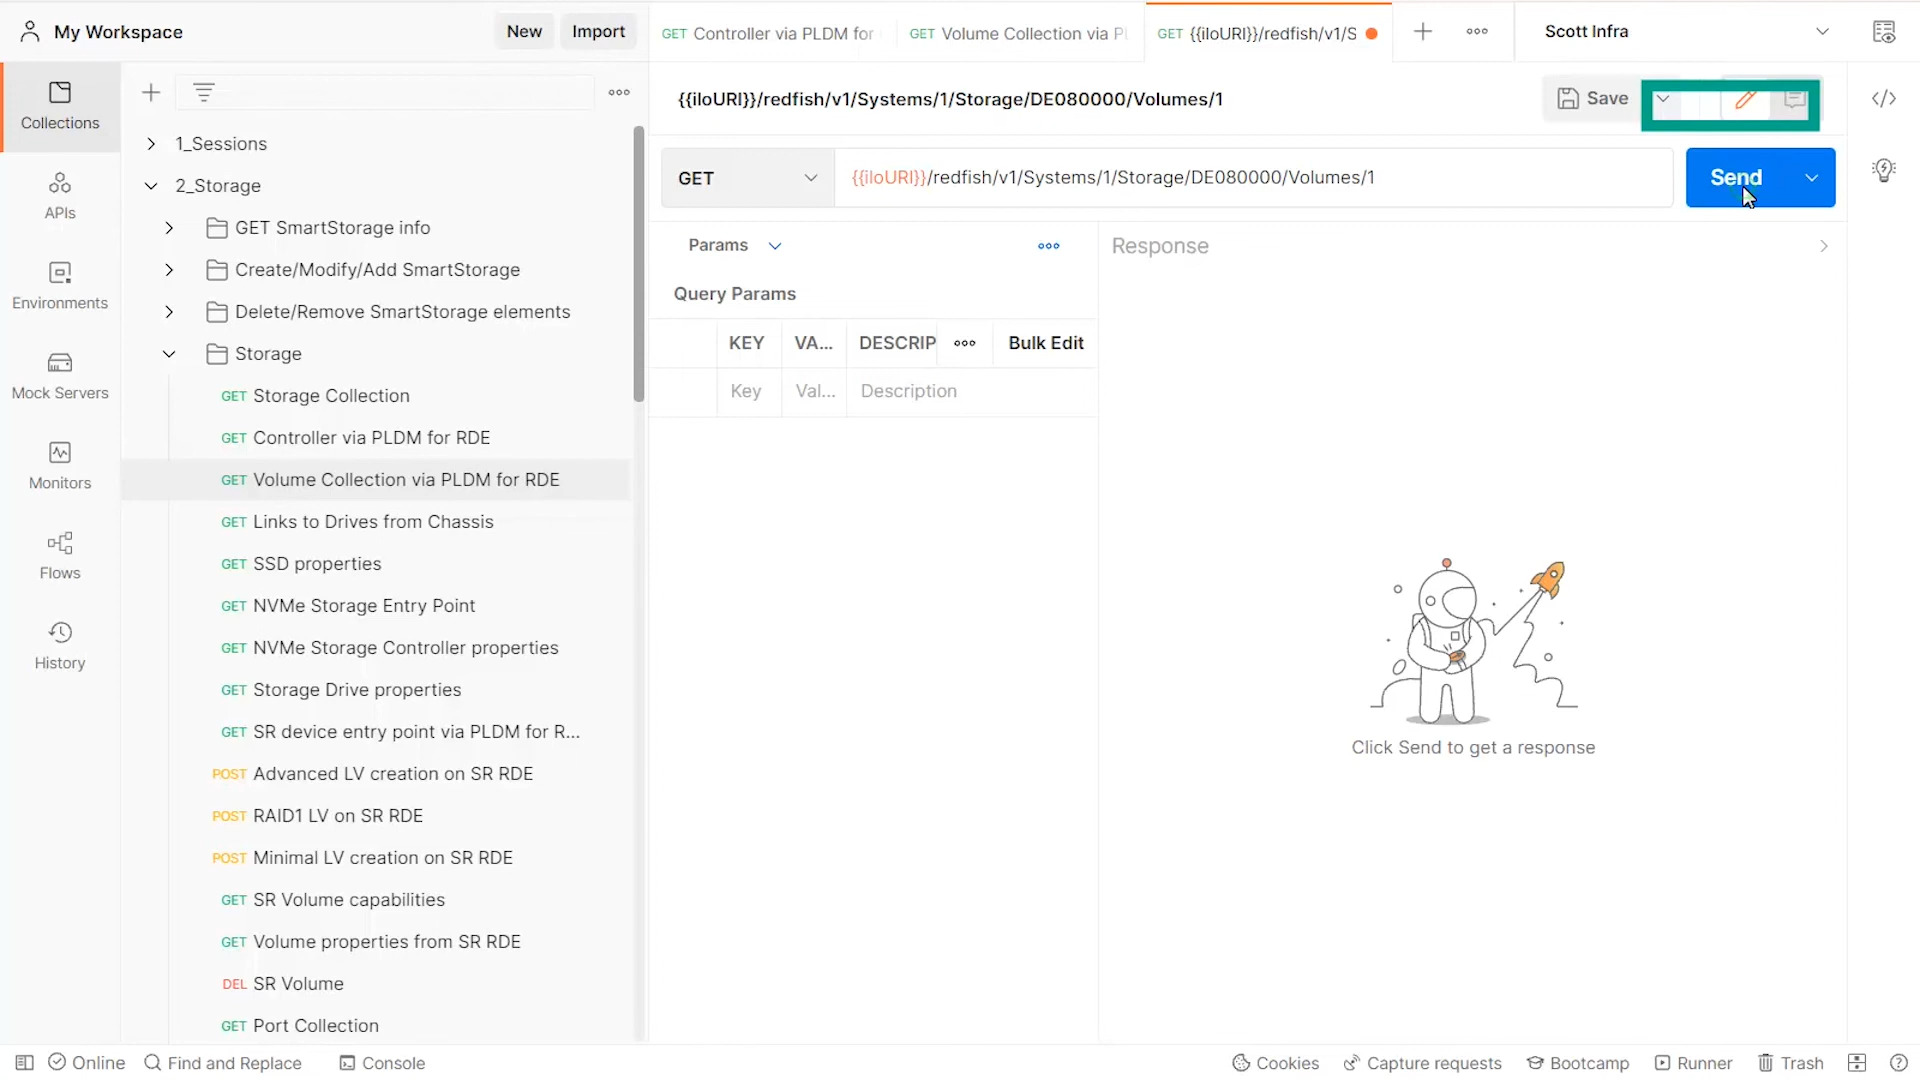 My Workspace
New
Import
GET Controller via PLDM for
GET Volume Collection via P
GET {{iloURI}}/redfish/v1/S
Scott Infra
Collections
APIs
Environments
Mock Servers
Monitors
Flows
History
1_Sessions
2_Storage
GET SmartStorage info
Create/Modify/Add SmartStorage
Delete/Remove SmartStorage elements
Storage
GET Storage Collection
GET Controller via PLDM for RDE
GET Volume Collection via PLDM for RDE
GET Links to Drives from Chassis
GET SSD properties
GET NVMe Storage Entry Point
GET NVMe Storage Controller properties
GET Storage Drive properties
GET SR device entry point via PLDM for R...
POST Advanced LV creation on SR RDE
POST RAID1 LV on SR RDE
POST Minimal LV creation on SR RDE
GET SR Volume capabilities
GET Volume properties from SR RDE
DEL SR Volume
GET Port Collection
{{iloURI}}/redfish/v1/Systems/1/Storage/DE080000/Volumes/1
Save
GET
{{iloURI}}/redfish/v1/Systems/1/Storage/DE080000/Volumes/1
Send
Params
Query Params
KEY VA... DESCRIP Bulk Edit
Key Val... Description
Response
Click Send to get a response
Online
Find and Replace
Console
Cookies
Capture requests
Bootcamp
Runner
Trash